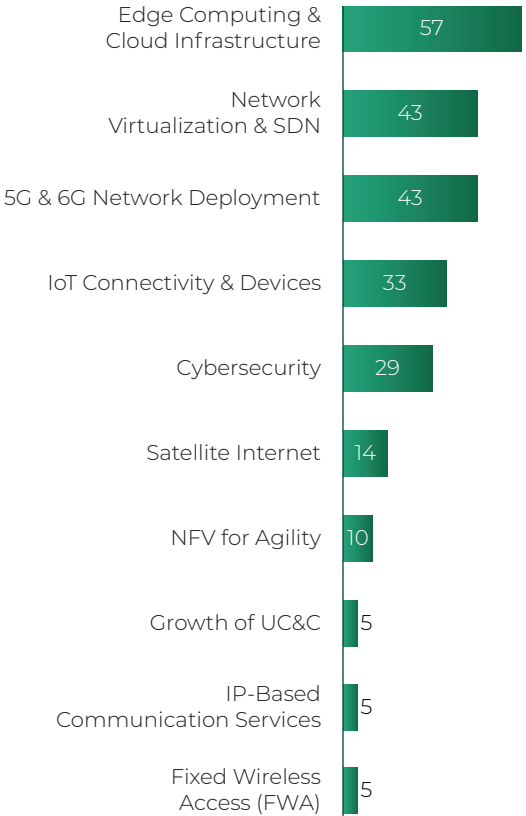 Edge Computing &
Cloud Infrastructure
57
Network
Virtualization & SDN
43
5G & 6G Network Deployment
43
IoT Connectivity & Devices
33
Cybersecurity
29
Satellite Internet
14
NFV for Agility
10
Growth of UC&C
5
IP-Based
Communication Services
5
Fixed Wireless
Access (FWA)
5